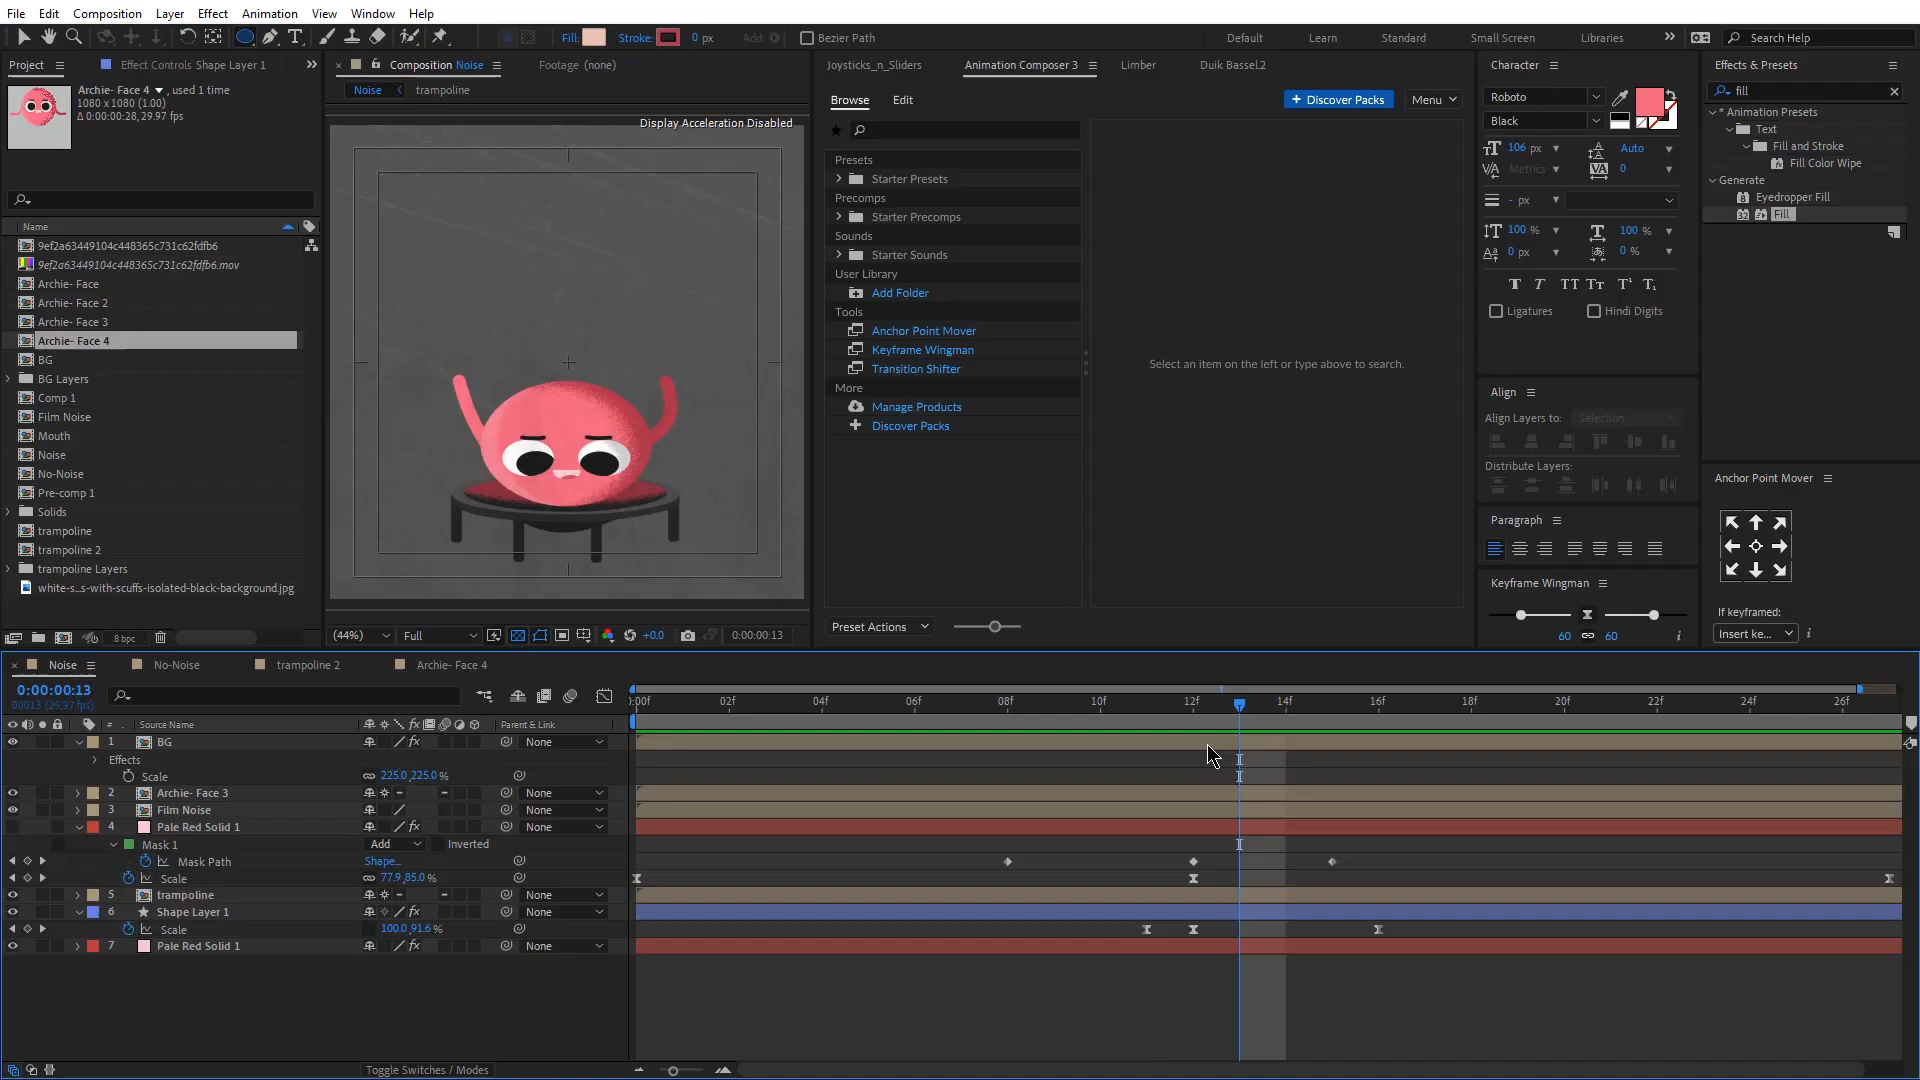 File Edit Composition Layer Effect Animation View Window Help
Fill: Stroke: 0 px Add: Bezier Path Default Learn Standard Small Screen Libraries Search Help
Project Effect Controls Shape Layer 1
Archie- Face 4 , used 1 time
1080 x 1080 (1.00)
Δ 0:00:00:28, 29.97 fps
Name
9ef2a63449104c448365c731c62fdfb6
9ef2a63449104c448365c731c62fdfb6.mov
Archie- Face
Archie- Face 2
Archie- Face 3
Archie- Face 4
BG
BG Layers
Comp 1
Film Noise
Mouth
Noise
No-Noise
Pre-comp 1
Solids
trampoline
trampoline 2
trampoline Layers
white-s...s-with-scuffs-isolated-black-background.jpg
8 bpc
Composition Noise Footage (none)
Noise trampoline
Display Acceleration Disabled
(44%) Full +0.0 0:00:00:13
Joysticks_n_Sliders Animation Composer 3 Limber Duik Bassel.2
Browse Edit + Discover Packs Menu
Presets
Starter Presets
Precomps
Starter Precomps
Sounds
Starter Sounds
User Library
Add Folder
Tools
Anchor Point Mover
Keyframe Wingman
Transition Shifter
More
Manage Products
Discover Packs
Select an item on the left or type above to search.
Preset Actions
Character
Roboto
Black
106 px Auto
Metrics 0
- px
100 % 100 %
0 px 0 %
T T TT Tт T¹ T₁
Ligatures Hindi Digits
Align
Align Layers to: Selection
Distribute Layers:
Paragraph
Keyframe Wingman
60 60 i
Effects & Presets
fill
* Animation Presets
Text
Fill and Stroke
Fill Color Wipe
Generate
Eyedropper Fill
Fill
Anchor Point Mover
If keyframed:
Insert ke... i
Noise No-Noise trampoline 2 Archie- Face 4
0:00:00:13
00013 (29.97 fps)
):00f 02f 04f 06f 08f 10f 12f 14f 16f 18f 20f 22f 24f 26f
# Source Name Parent & Link
1 BG None
Effects
Scale 225.0,225.0 %
2 Archie- Face 3 None
3 Film Noise None
4 Pale Red Solid 1 None
Mask 1 Add Inverted
Mask Path Shape...
Scale 77.9,85.0 %
5 trampoline None
6 Shape Layer 1 None
Scale 100.0,91.6 %
7 Pale Red Solid 1 None
Toggle Switches / Modes